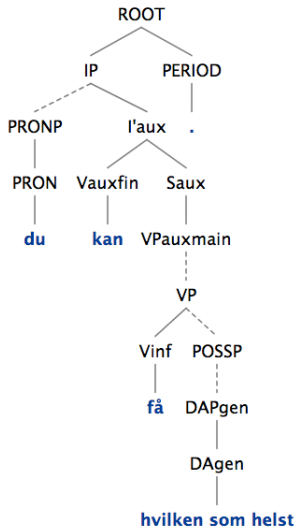 ROOT
IP PERIOD
PRONP I'aux .
PRON Vauxfin Saux
du kan VPauxmain
VP
Vinf POSSP
få DAPgen
DAgen
hvilken som helst